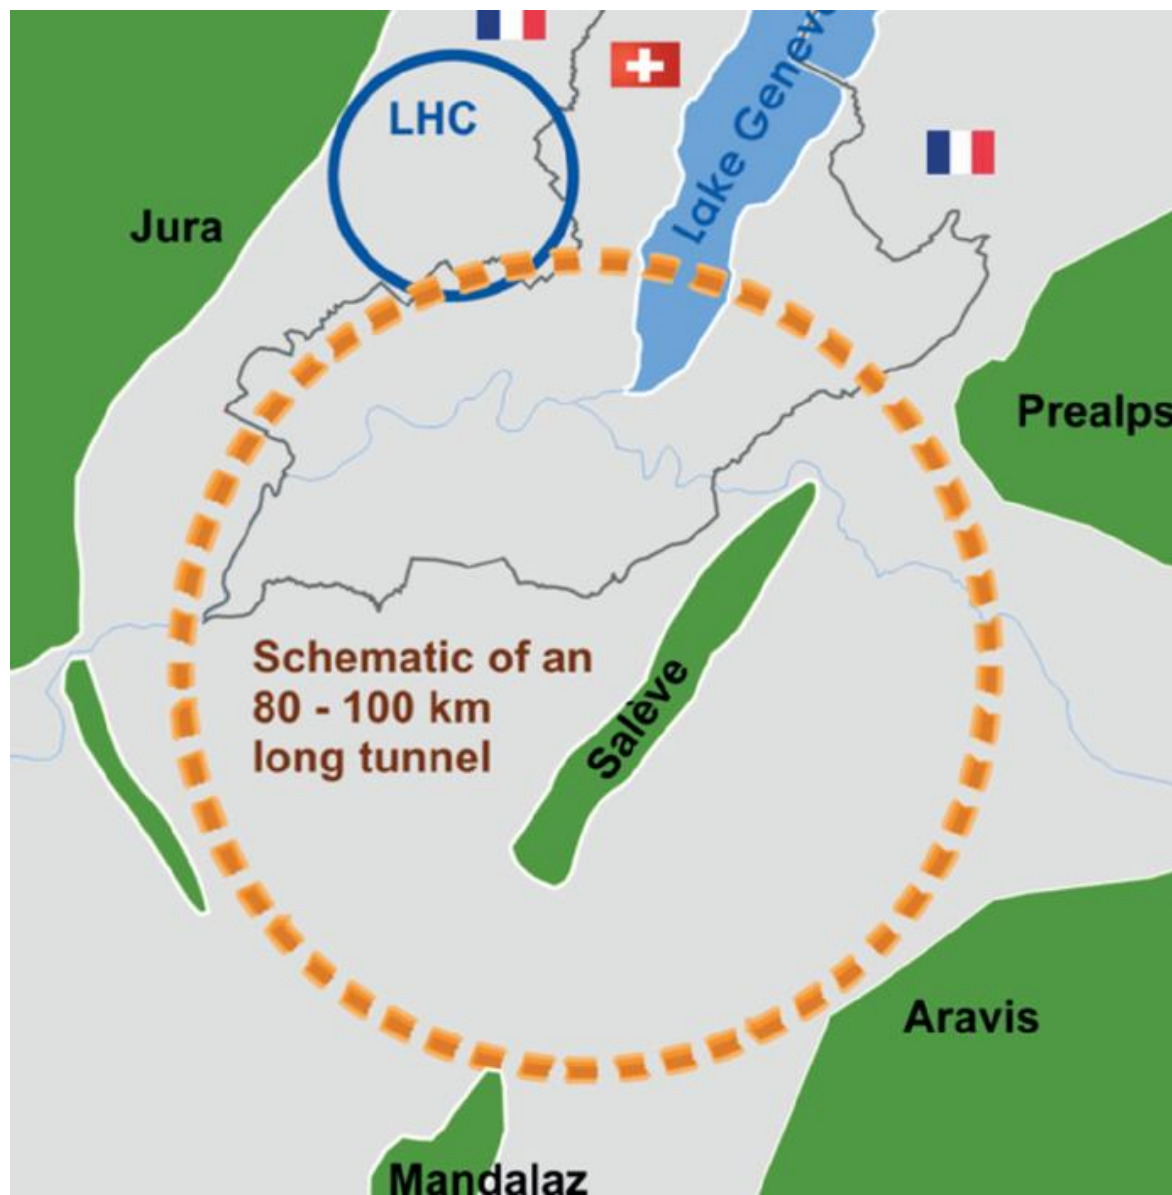 LHC
Lake Genev
Jura
Prealps
Schematic of an
80 - 100 km
long tunnel
Salève
Aravis
Mandalaz